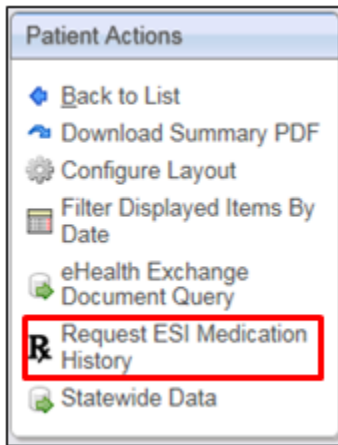 Patient Actions
Back to List
Download Summary PDF
Configure Layout
Filter Displayed Items By
Date
eHealth Exchange
Document Query
Request ESI Medication
History
Statewide Data